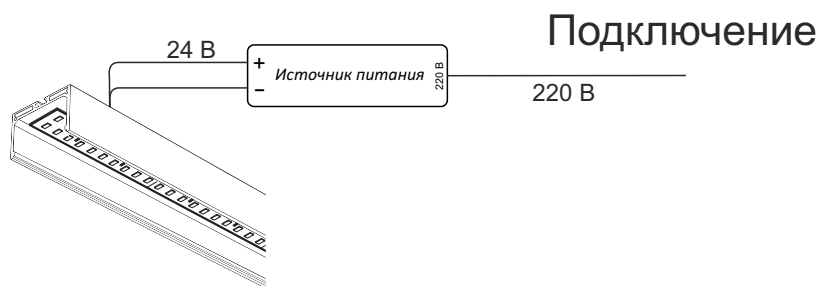 Подключение
24 В
+
Источник питания
220 В
–
220 В